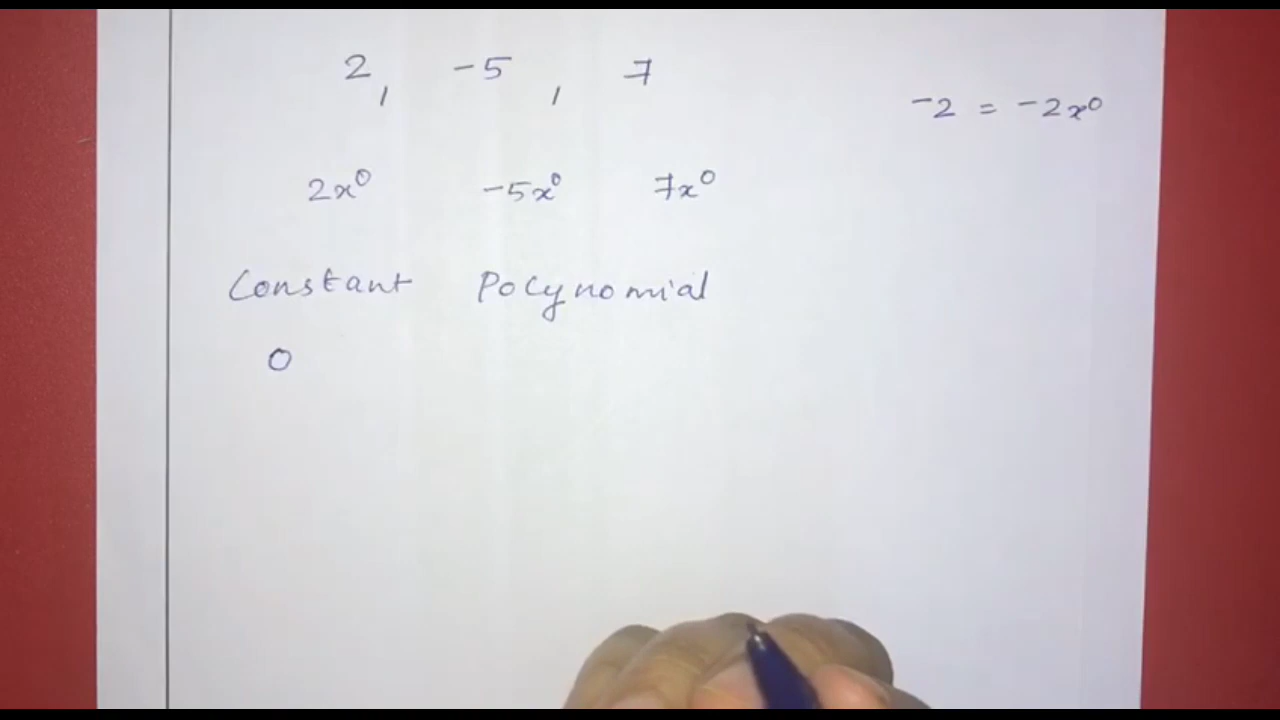 2, -5, 7
-2 = -2x⁰
2x⁰ -5x⁰ 7x⁰
Constant Polynomial
0